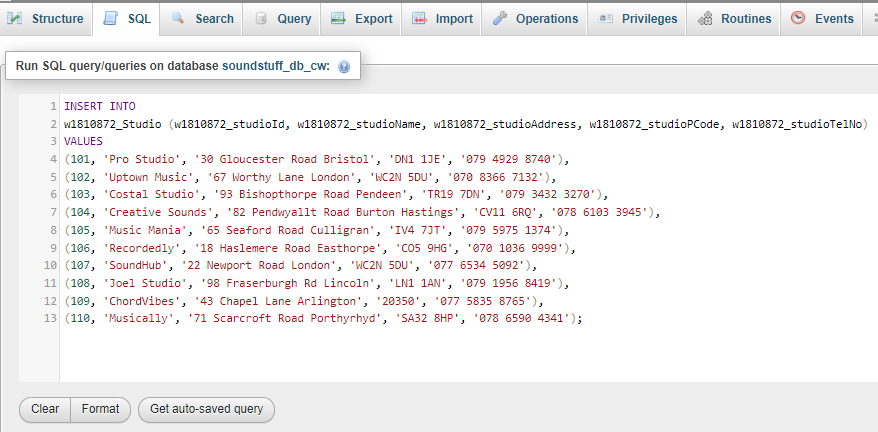 Structure SQL Search Query Export Import Operations Privileges Routines Events
Run SQL query/queries on database soundstuff_db_cw:
1 INSERT INTO
2 w1810872_Studio (w1810872_studioId, w1810872_studioName, w1810872_studioAddress, w1810872_studioPCode, w1810872_studioTelNo)
3 VALUES
4 (101, 'Pro Studio', '30 Gloucester Road Bristol', 'DN1 1JE', '079 4929 8740'),
5 (102, 'Uptown Music', '67 Worthy Lane London', 'WC2N 5DU', '070 8366 7132'),
6 (103, 'Costal Studio', '93 Bishopthorpe Road Pendeen', 'TR19 7DN', '079 3432 3270'),
7 (104, 'Creative Sounds', '82 Pendwyallt Road Burton Hastings', 'CV11 6RQ', '078 6103 3945'),
8 (105, 'Music Mania', '65 Seaford Road Culligran', 'IV4 7JT', '079 5975 1374'),
9 (106, 'Recordedly', '18 Haslemere Road Easthorpe', 'CO5 9HG', '070 1036 9999'),
10 (107, 'SoundHub', '22 Newport Road London', 'WC2N 5DU', '077 6534 5092'),
11 (108, 'Joel Studio', '98 Fraserburgh Rd Lincoln', 'LN1 1AN', '079 1956 8419'),
12 (109, 'ChordVibes', '43 Chapel Lane Arlington', '20350', '077 5835 8765'),
13 (110, 'Musically', '71 Scarcroft Road Porthyrhyd', 'SA32 8HP', '078 6590 4341');
Clear Format Get auto-saved query